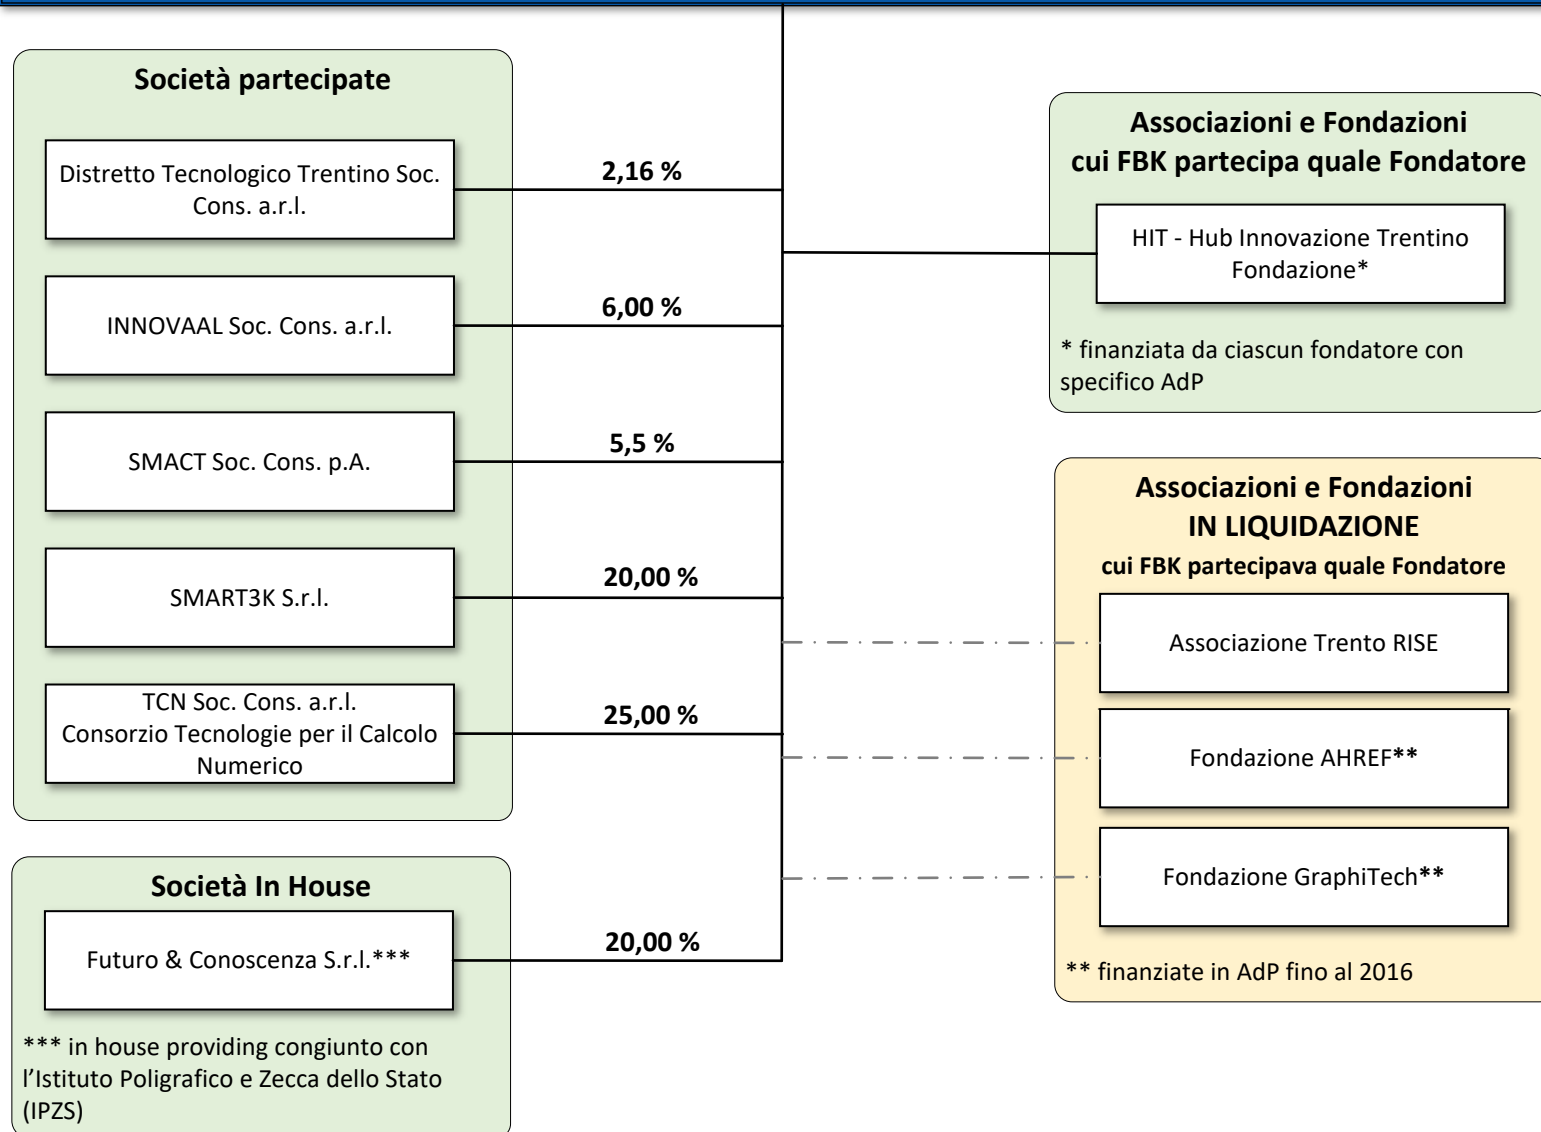 Società partecipate
Distretto Tecnologico Trentino Soc.
Cons. a.r.l.
2,16 %
INNOVAAL Soc. Cons. a.r.l.
6,00 %
SMACT Soc. Cons. p.A.
5,5 %
SMART3K S.r.l.
20,00 %
TCN Soc. Cons. a.r.l.
Consorzio Tecnologie per il Calcolo
Numerico
25,00 %
Società In House
Futuro & Conoscenza S.r.l.***
20,00 %
*** in house providing congiunto con
l’Istituto Poligrafico e Zecca dello Stato
(IPZS)
Associazioni e Fondazioni
cui FBK partecipa quale Fondatore
HIT - Hub Innovazione Trentino
Fondazione*
* finanziata da ciascun fondatore con
specifico AdP
Associazioni e Fondazioni
IN LIQUIDAZIONE
cui FBK partecipava quale Fondatore
Associazione Trento RISE
Fondazione AHREF**
Fondazione GraphiTech**
** finanziate in AdP fino al 2016